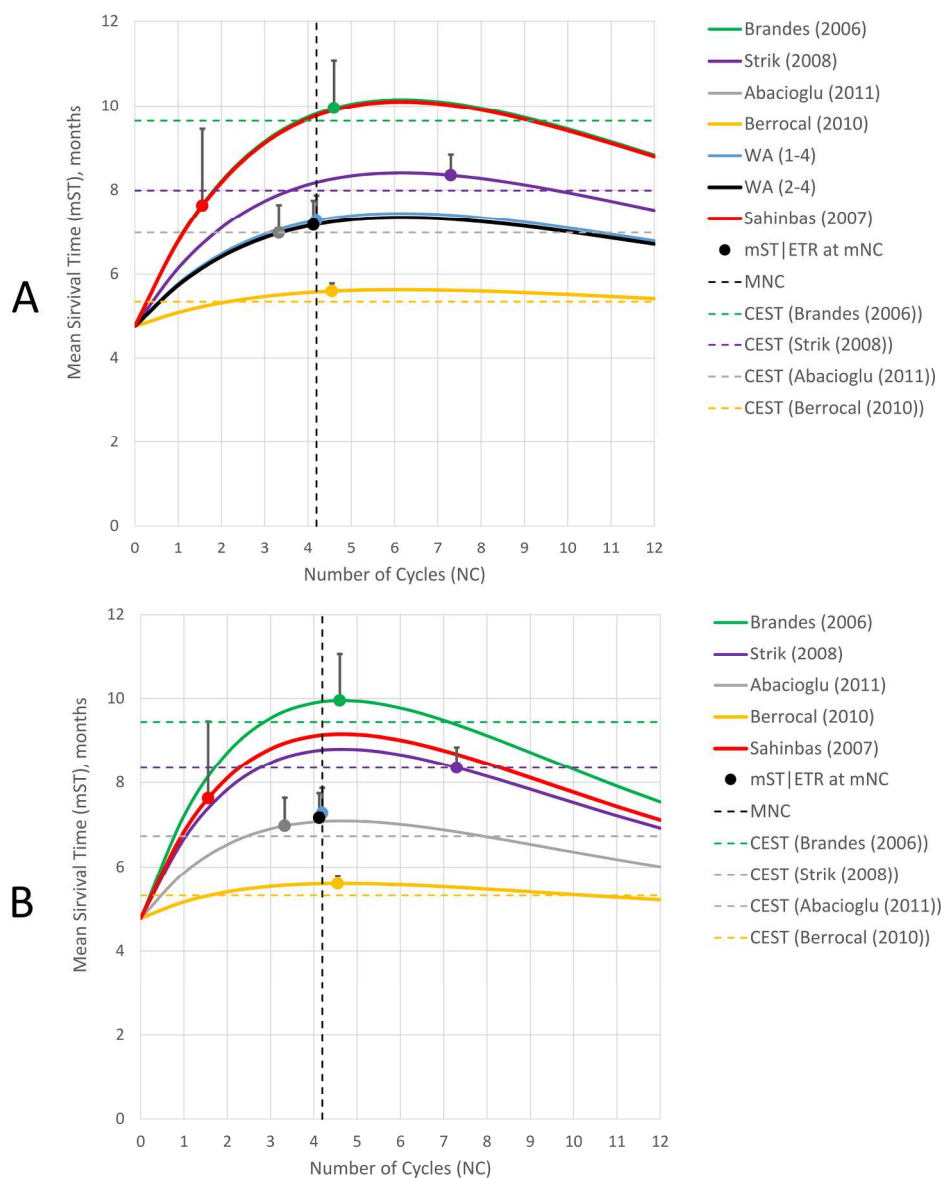 A
Mean Sirvival Time (mST), months
12
10
8
6
4
2
0
0 1 2 3 4 5 6 7 8 9 10 11 12
Number of Cycles (NC)
Brandes (2006)
Strik (2008)
Abacioglu (2011)
Berrocal (2010)
WA (1-4)
WA (2-4)
Sahinbas (2007)
mST|ETR at mNC
MNC
CEST (Brandes (2006))
CEST (Strik (2008))
CEST (Abacioglu (2011))
CEST (Berrocal (2010))
B
Mean Sirvival Time (mST), months
12
10
8
6
4
2
0
0 1 2 3 4 5 6 7 8 9 10 11 12
Number of Cycles (NC)
Brandes (2006)
Strik (2008)
Abacioglu (2011)
Berrocal (2010)
Sahinbas (2007)
mST|ETR at mNC
MNC
CEST (Brandes (2006))
CEST (Strik (2008))
CEST (Abacioglu (2011))
CEST (Berrocal (2010))